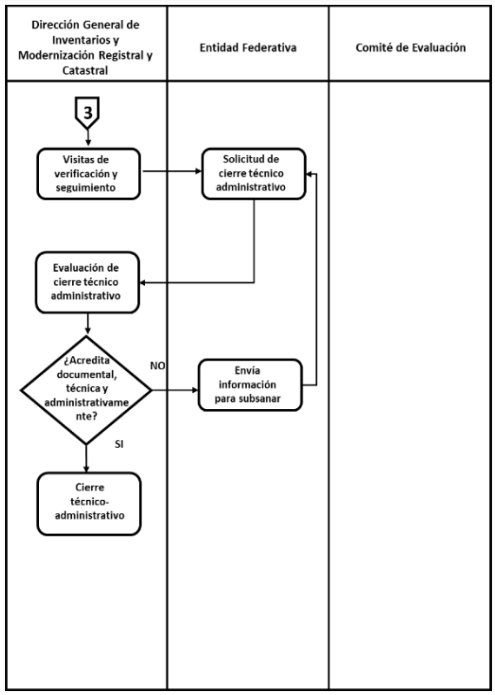 Dirección General de
Inventarios y
Modernización Registral y
Catastral
Entidad Federativa
Comité de Evaluación
3
Visitas de
verificación y
seguimiento
Solicitud de
cierre técnico
administrativo
Evaluación de
cierre técnico
administrativo
¿Acredita
documental,
técnica y
administrativame
nte?
NO
Envía
información
para subsanar
SI
Cierre
técnico-
administrativo